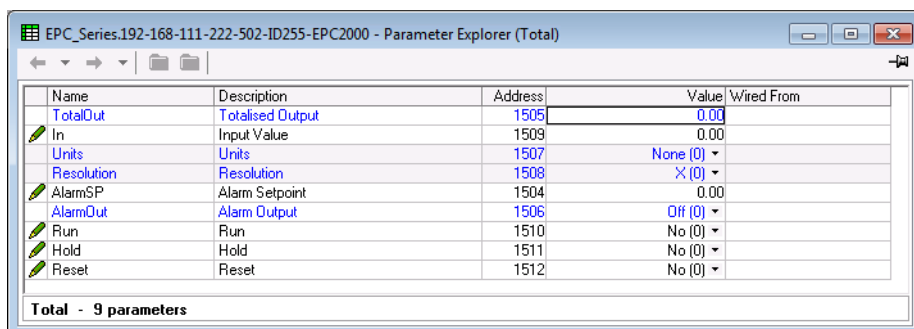 EPC_Series.192-168-111-222-502-ID255-EPC2000 - Parameter Explorer (Total)
Name Description Address Value Wired From
TotalOut Totalised Output 1505 0.00
In Input Value 1509 0.00
Units Units 1507 None (0)
Resolution Resolution 1508 X (0)
AlarmSP Alarm Setpoint 1504 0.00
AlarmOut Alarm Output 1506 Off (0)
Run Run 1510 No (0)
Hold Hold 1511 No (0)
Reset Reset 1512 No (0)
Total - 9 parameters